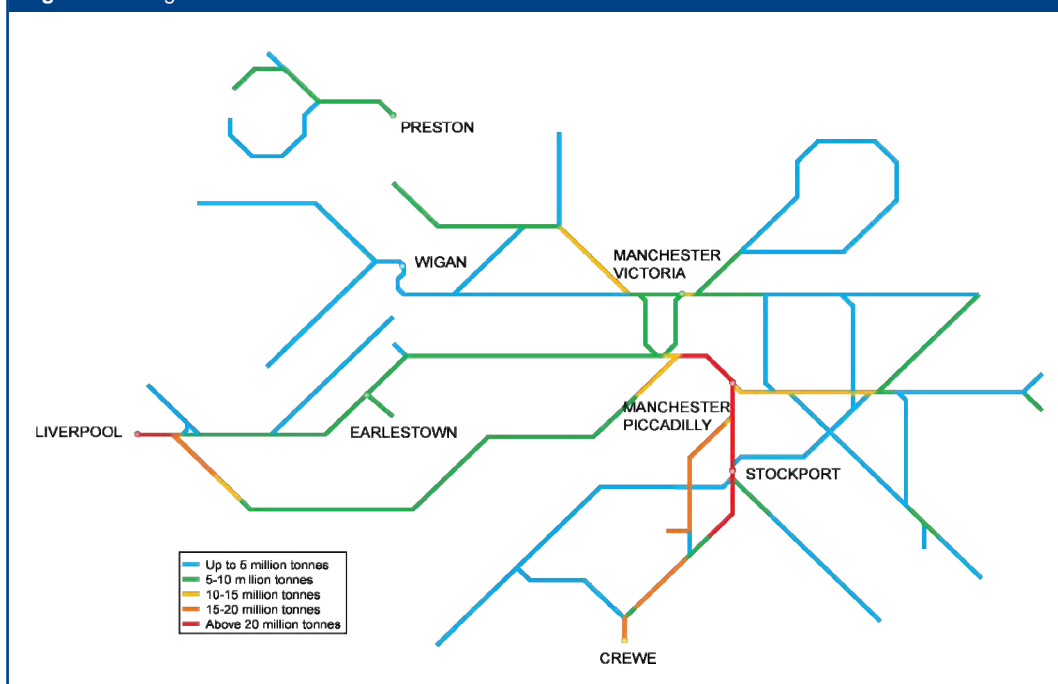 PRESTON
WIGAN
MANCHESTER
VICTORIA
MANCHESTER
PICCADILLY
LIVERPOOL
EARLESTOWN
STOCKPORT
Up to 5 million tonnes
5-10 million tonnes
10-15 million tonnes
15-20 million tonnes
Above 20 million tonnes
CREWE